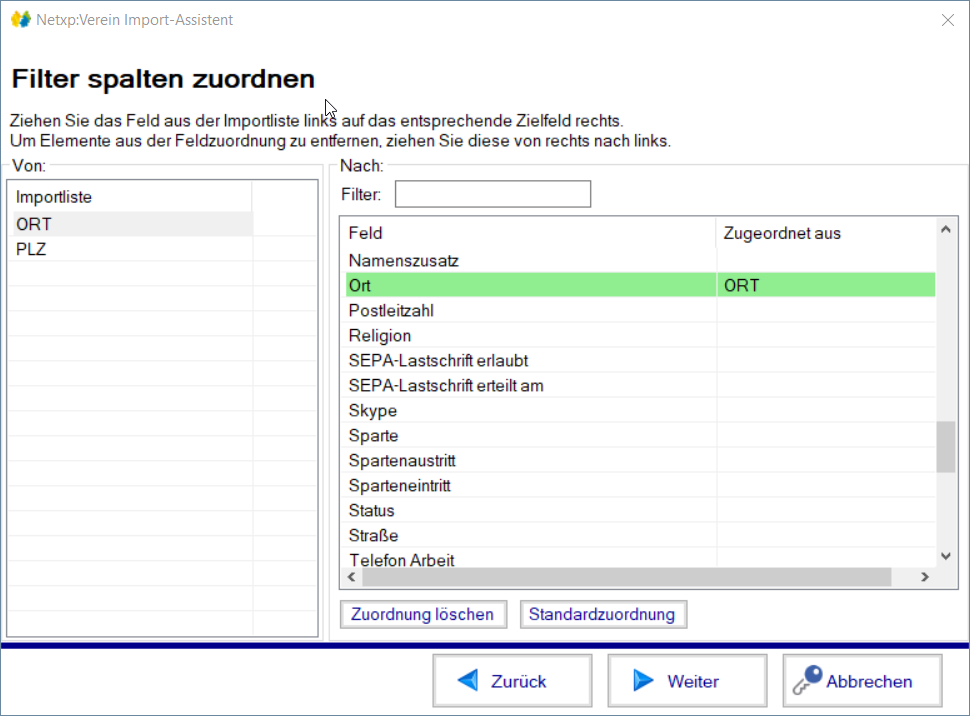 Netxp:Verein Import-Assistent
Filter spalten zuordnen
Ziehen Sie das Feld aus der Importliste links auf das entsprechende Zielfeld rechts.
Um Elemente aus der Feldzuordnung zu entfernen, ziehen Sie diese von rechts nach links.
Von:
Importliste
ORT
PLZ
Nach:
Filter:
Feld Zugeordnet aus
Namenszusatz
Ort ORT
Postleitzahl
Religion
SEPA-Lastschrift erlaubt
SEPA-Lastschrift erteilt am
Skype
Sparte
Spartenaustritt
Sparteneintritt
Status
Straße
Telefon Arbeit
Zuordnung löschen Standardzuordnung
Zurück Weiter Abbrechen